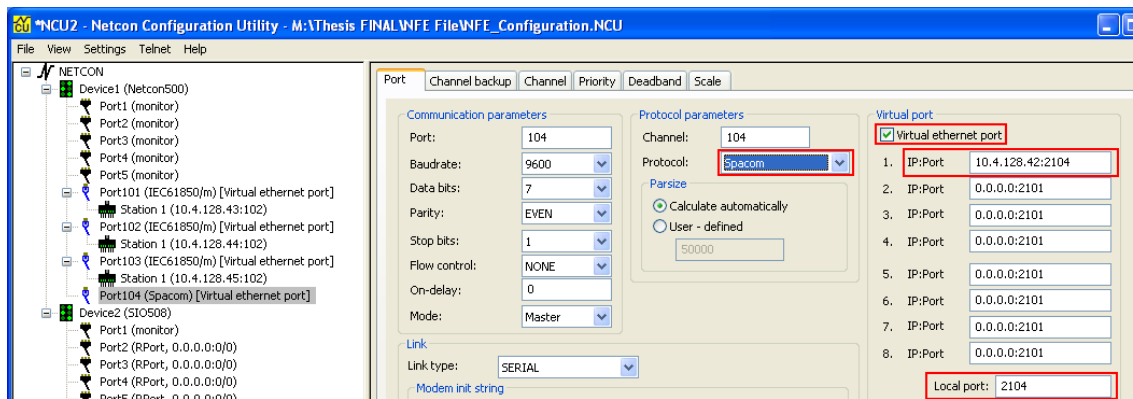 *NCU2 - Netcon Configuration Utility - M:\Thesis FINAL\NFE File\NFE_Configuration.NCU
File View Settings Telnet Help
NETCON
Device1 (Netcon500)
Port1 (monitor)
Port2 (monitor)
Port3 (monitor)
Port4 (monitor)
Port5 (monitor)
Port101 (IEC61850/m) [Virtual ethernet port]
Station 1 (10.4.128.43:102)
Port102 (IEC61850/m) [Virtual ethernet port]
Station 1 (10.4.128.44:102)
Port103 (IEC61850/m) [Virtual ethernet port]
Station 1 (10.4.128.45:102)
Port104 (Spacom) [Virtual ethernet port]
Device2 (SIO508)
Port1 (monitor)
Port2 (RPort, 0.0.0.0:0/0)
Port3 (RPort, 0.0.0.0:0/0)
Port4 (RPort, 0.0.0.0:0/0)
Port5 (RPort, 0.0.0.0:0/0)
Port Channel backup Channel Priority Deadband Scale
Communication parameters
Port: 104
Baudrate: 9600
Data bits: 7
Parity: EVEN
Stop bits: 1
Flow control: NONE
On-delay: 0
Mode: Master
Link
Link type: SERIAL
Modem init string
Protocol parameters
Channel: 104
Protocol: Spacom
Parsize
Calculate automatically
User - defined
50000
Virtual port
Virtual ethernet port
1. IP:Port 10.4.128.42:2104
2. IP:Port 0.0.0.0:2101
3. IP:Port 0.0.0.0:2101
4. IP:Port 0.0.0.0:2101
5. IP:Port 0.0.0.0:2101
6. IP:Port 0.0.0.0:2101
7. IP:Port 0.0.0.0:2101
8. IP:Port 0.0.0.0:2101
Local port: 2104